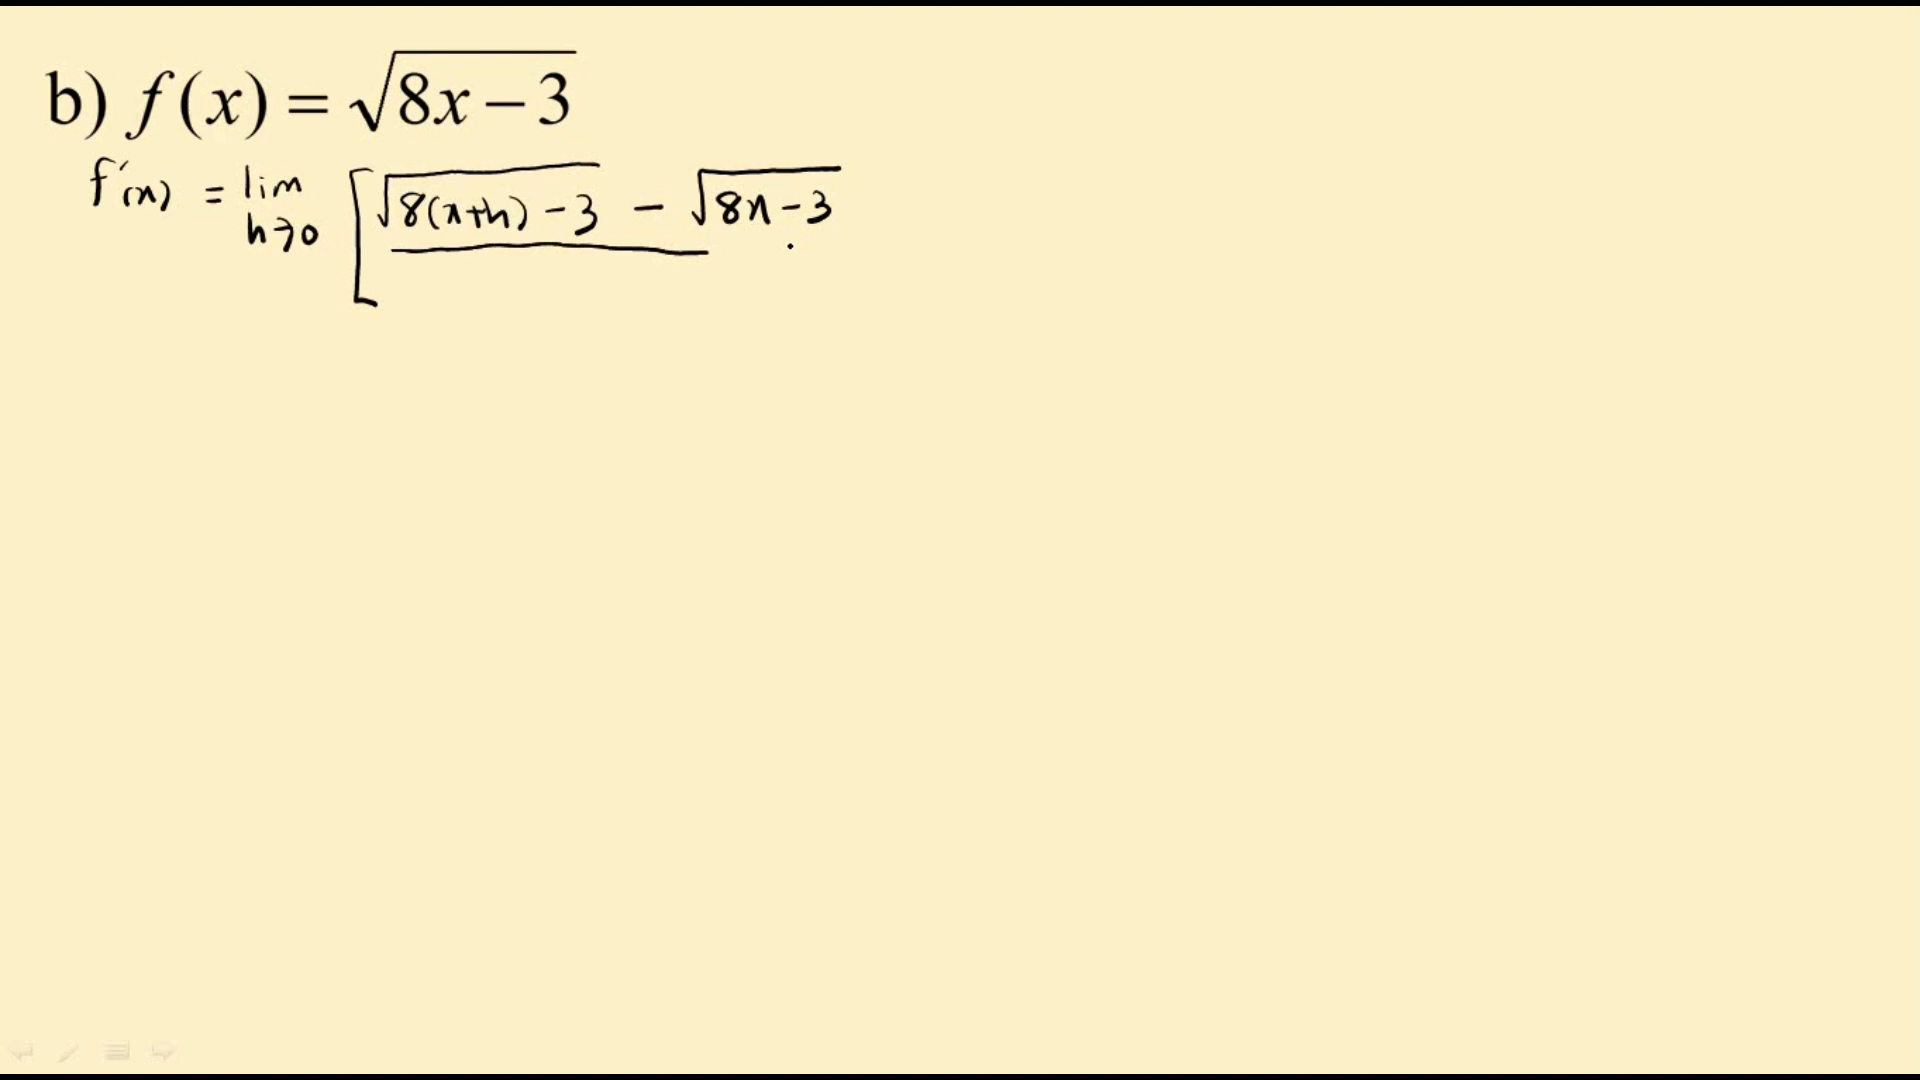 b) f(x) = √(8x − 3)
f'(x) = lim h→0 [√(8(x+h) − 3) − √(8x − 3)